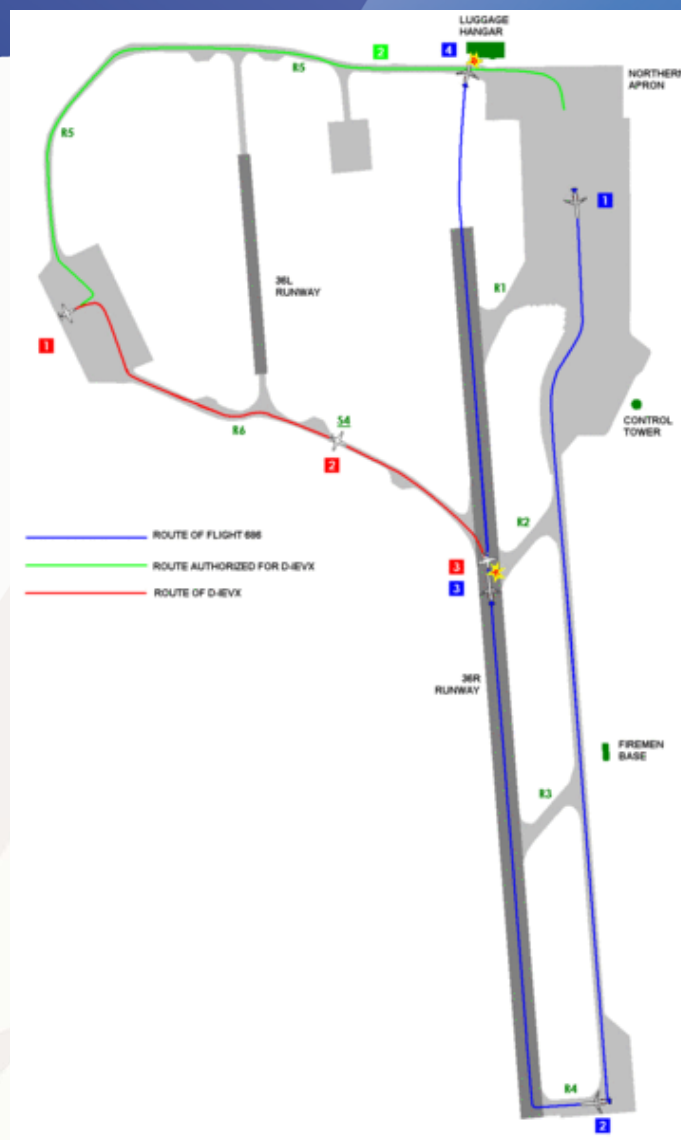 LUGGAGE
HANGAR
2
4
R5
NORTHERN
APRON
R5
1
36L
RUNWAY
R1
1
S4
CONTROL
TOWER
R6
2
R2
ROUTE OF FLIGHT 686
ROUTE AUTHORIZED FOR D-IEVX
ROUTE OF D-IEVX
3
3
36R
RUNWAY
FIREMEN
BASE
R3
R4
2